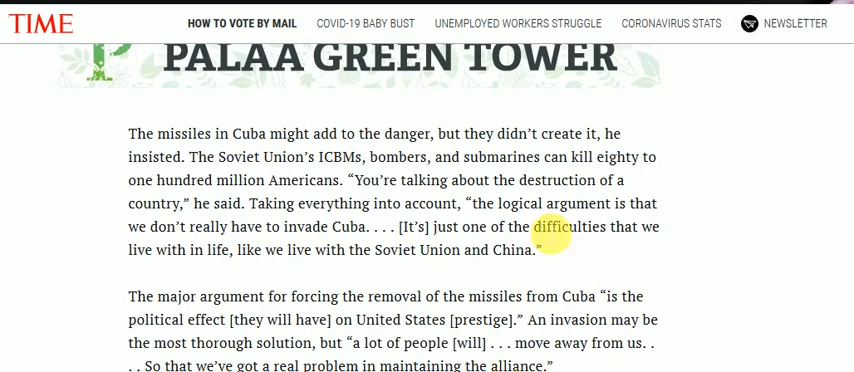 TIME HOW TO VOTE BY MAIL COVID-19 BABY BUST UNEMPLOYED WORKERS STRUGGLE CORONAVIRUS STATS NEWSLETTER
PALAA GREEN TOWER
The missiles in Cuba might add to the danger, but they didn’t create it, he
insisted. The Soviet Union’s ICBMs, bombers, and submarines can kill eighty to
one hundred million Americans. “You’re talking about the destruction of a
country,” he said. Taking everything into account, “the logical argument is that
we don’t really have to invade Cuba. . . . [It’s] just one of the difficulties that we
live with in life, like we live with the Soviet Union and China.”
The major argument for forcing the removal of the missiles from Cuba “is the
political effect [they will have] on United States [prestige].” An invasion may be
the most thorough solution, but “a lot of people [will] . . . move away from us. .
. . So that we’ve got a real problem in maintaining the alliance.”